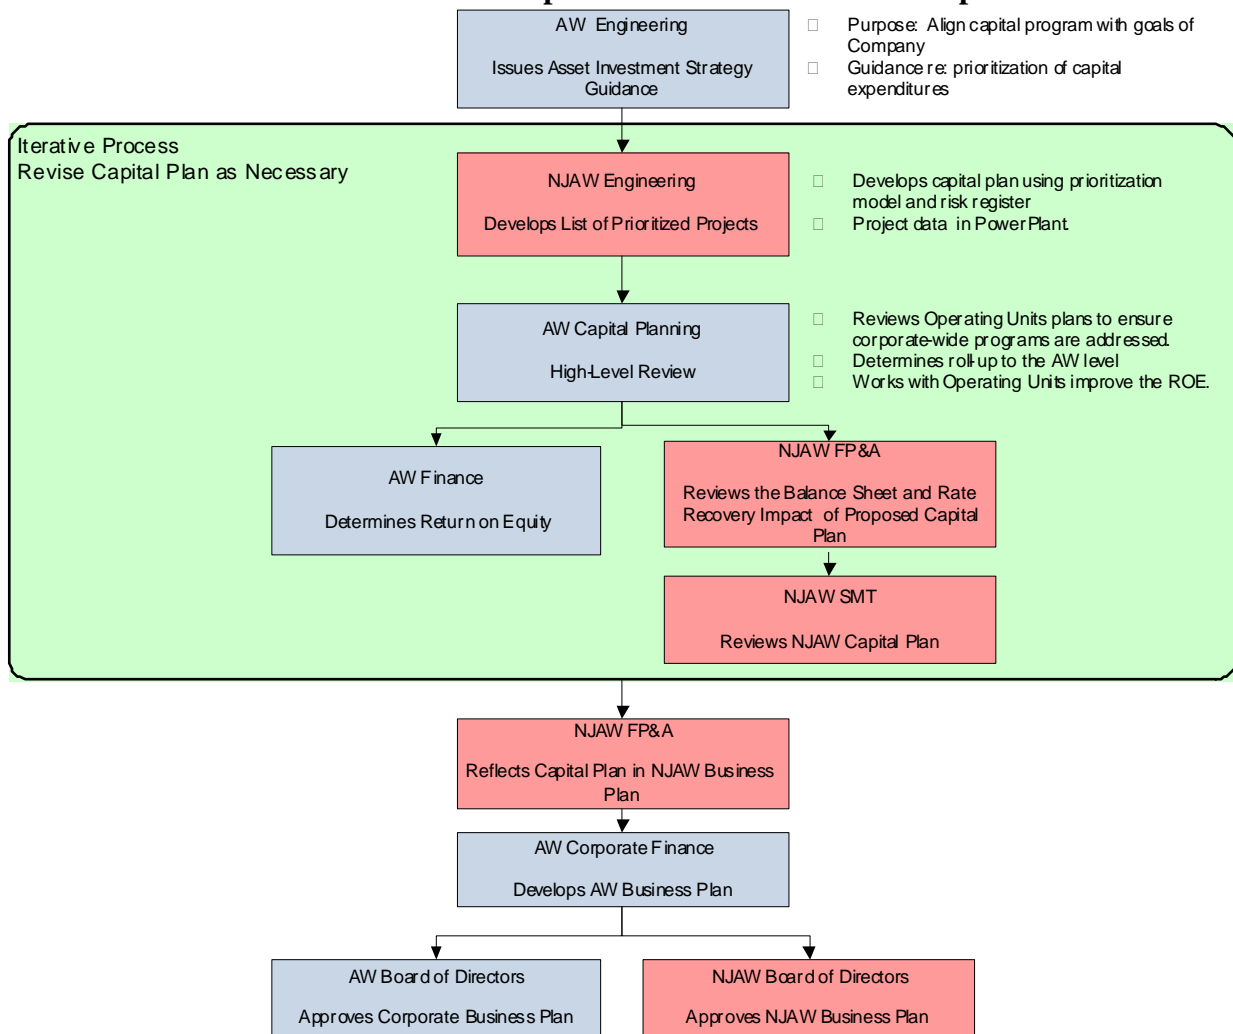 AW Engineering
Issues Asset Investment Strategy
Guidance
Purpose: Align capital program with goals of
Company
Guidance re: prioritization of capital
expenditures
Iterative Process
Revise Capital Plan as Necessary
NJAW Engineering
Develops List of Prioritized Projects
Develops capital plan using prioritization
model and risk register
Project data in PowerPlant.
AW Capital Planning
High-Level Review
Reviews Operating Units plans to ensure
corporate-wide programs are addressed.
Determines roll-up to the AW level
Works with Operating Units improve the ROE.
AW Finance
Determines Return on Equity
NJAW FP&A
Reviews the Balance Sheet and Rate
Recovery Impact of Proposed Capital
Plan
NJAW SMT
Reviews NJAW Capital Plan
NJAW FP&A
Reflects Capital Plan in NJAW Business
Plan
AW Corporate Finance
Develops AW Business Plan
AW Board of Directors
Approves Corporate Business Plan
NJAW Board of Directors
Approves NJAW Business Plan